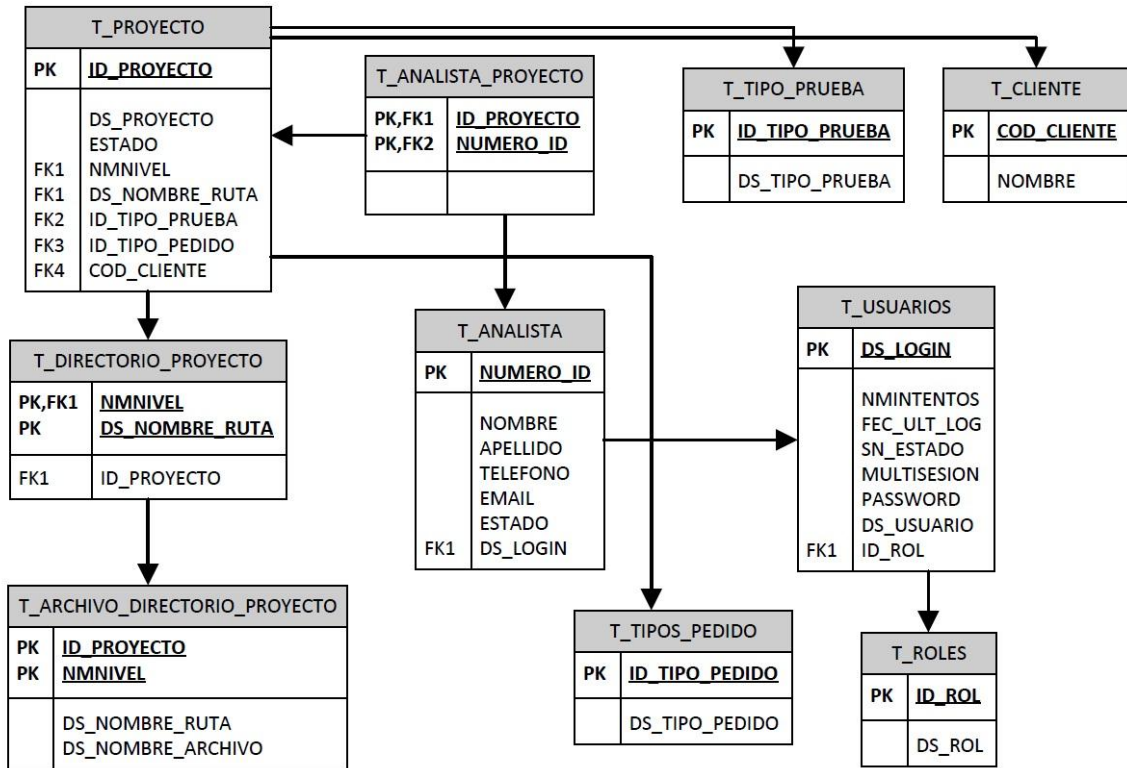 T_PROYECTO
PK ID_PROYECTO
DS_PROYECTO
ESTADO
FK1 NMNIVEL
FK1 DS_NOMBRE_RUTA
FK2 ID_TIPO_PRUEBA
FK3 ID_TIPO_PEDIDO
FK4 COD_CLIENTE
T_ANALISTA_PROYECTO
PK,FK1 ID_PROYECTO
PK,FK2 NUMERO_ID
T_TIPO_PRUEBA
PK ID_TIPO_PRUEBA
DS_TIPO_PRUEBA
T_CLIENTE
PK COD_CLIENTE
NOMBRE
T_DIRECTORIO_PROYECTO
PK,FK1 NMNIVEL
PK DS_NOMBRE_RUTA
FK1 ID_PROYECTO
T_ANALISTA
PK NUMERO_ID
NOMBRE
APELLIDO
TELEFONO
EMAIL
ESTADO
FK1 DS_LOGIN
T_USUARIOS
PK DS_LOGIN
NMINTENTOS
FEC_ULT_LOG
SN_ESTADO
MULTISESION
PASSWORD
DS_USUARIO
FK1 ID_ROL
T_ARCHIVO_DIRECTORIO_PROYECTO
PK ID_PROYECTO
PK NMNIVEL
DS_NOMBRE_RUTA
DS_NOMBRE_ARCHIVO
T_TIPOS_PEDIDO
PK ID_TIPO_PEDIDO
DS_TIPO_PEDIDO
T_ROLES
PK ID_ROL
DS_ROL